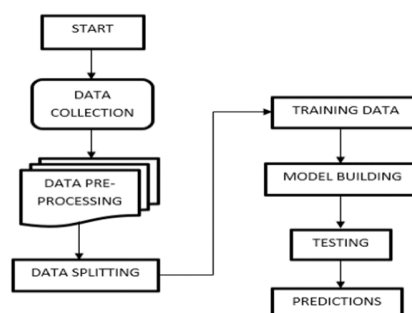 START
DATA
COLLECTION
DATA PRE-
PROCESSING
DATA SPLITTING
TRAINING DATA
MODEL BUILDING
TESTING
PREDICTIONS